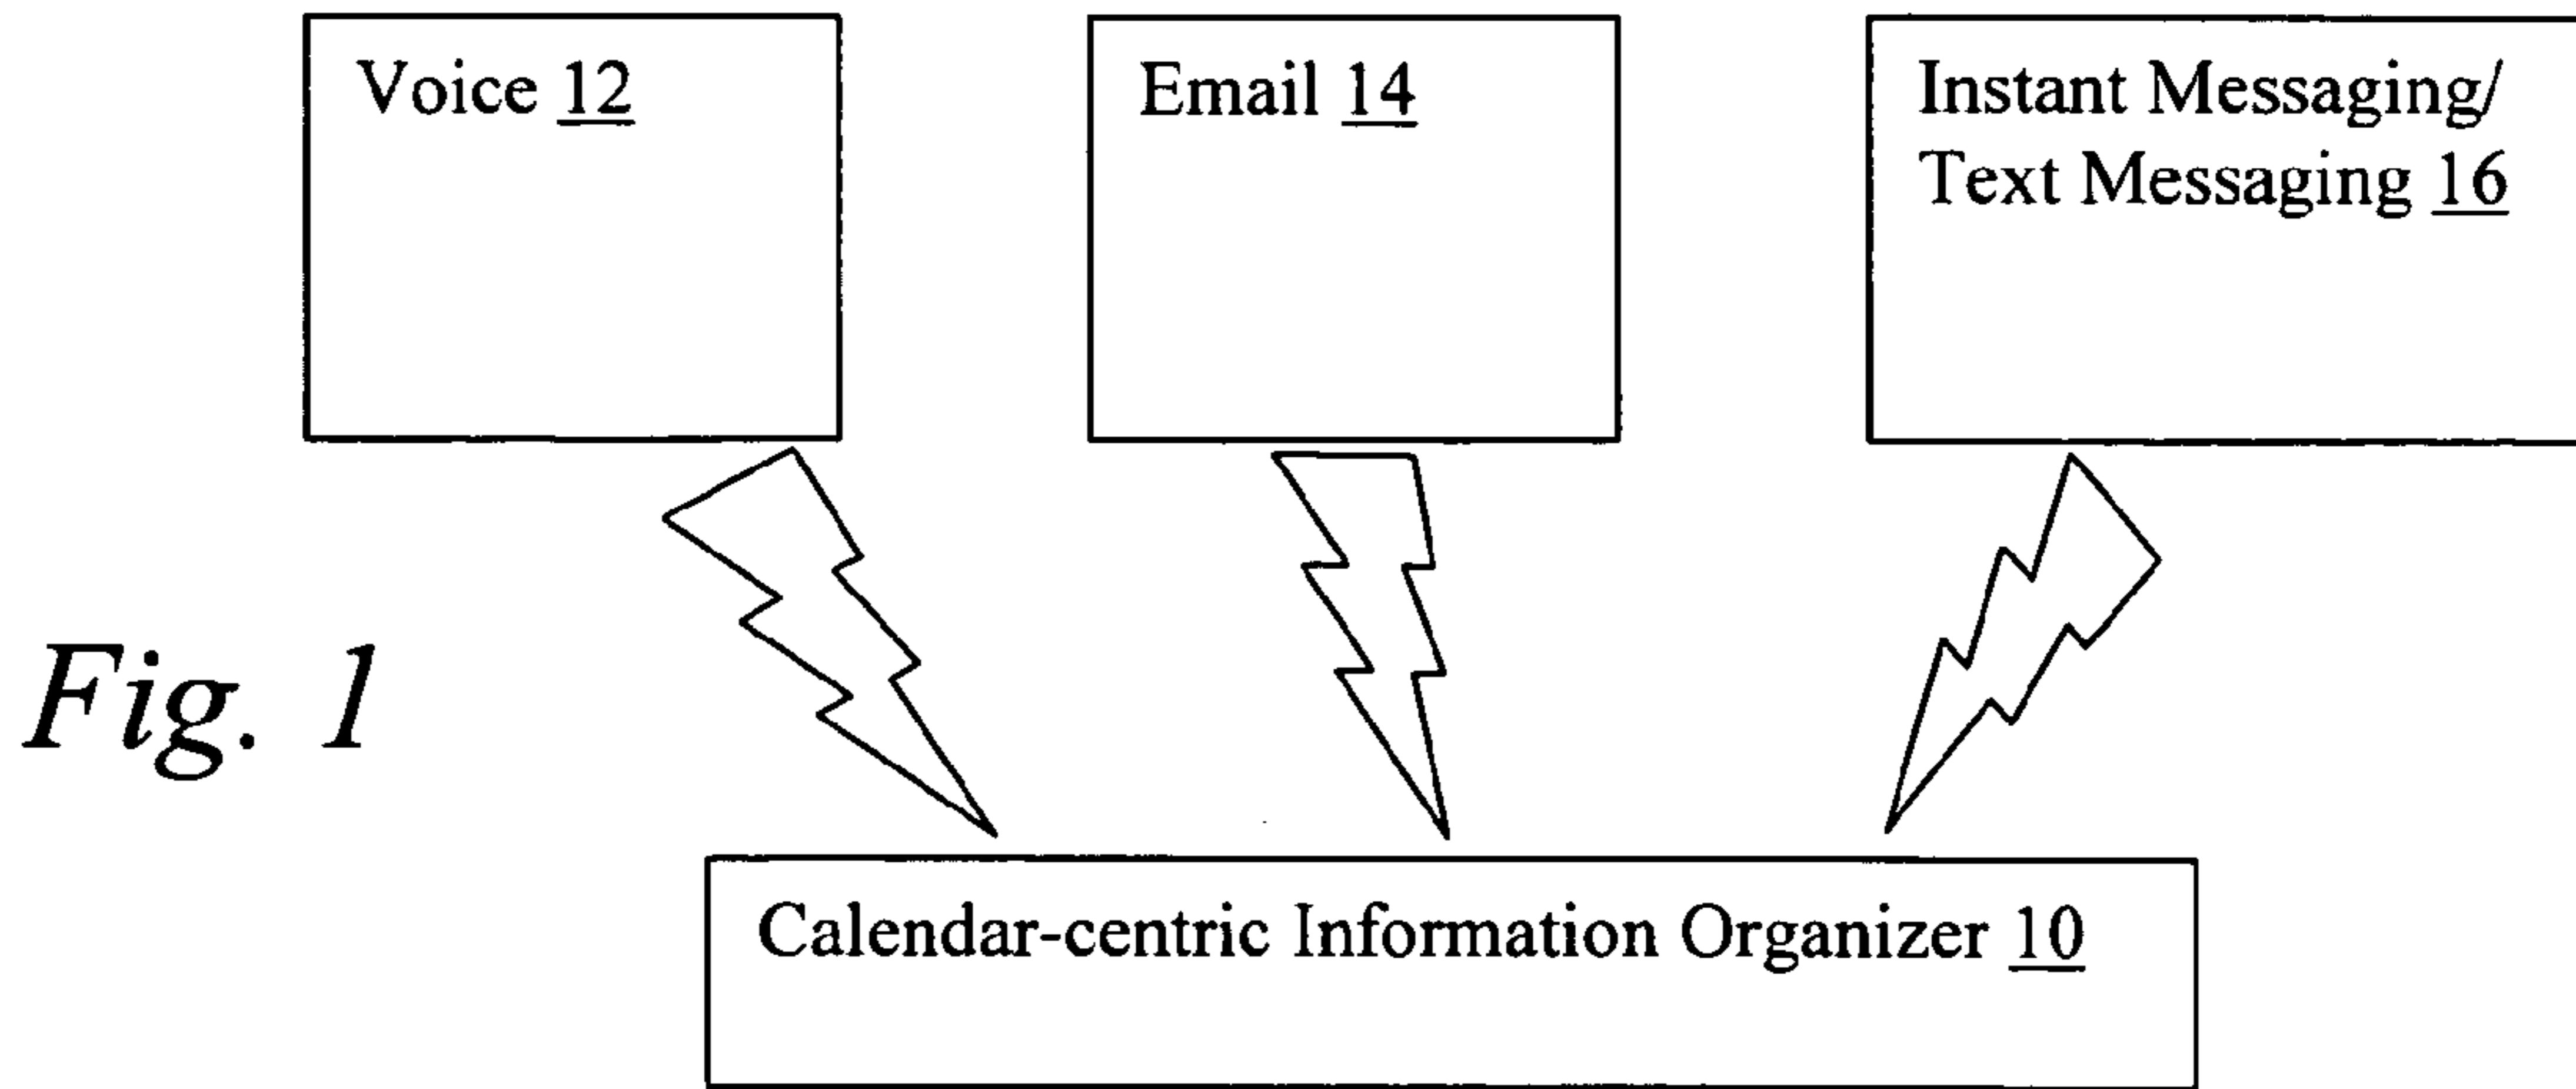 Voice 12
Email 14
Instant Messaging/
Text Messaging 16
Fig. 1
Calendar-centric Information Organizer 10